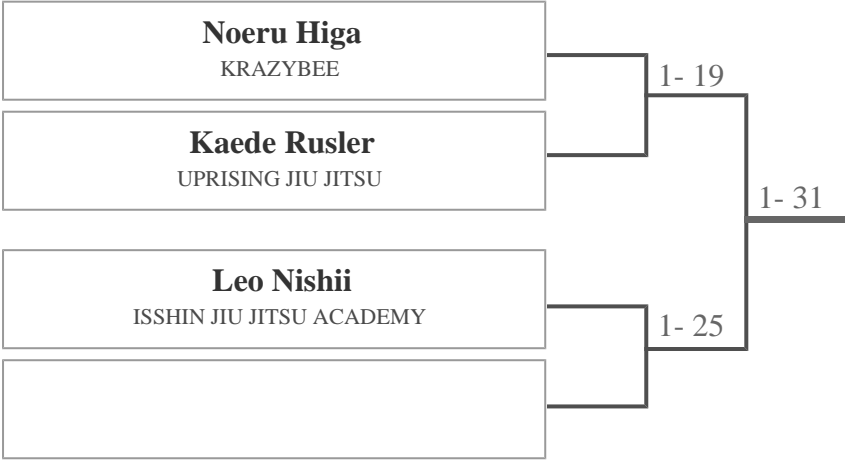 Noeru Higa
KRAZYBEE
1- 19
Kaede Rusler
UPRISING JIU JITSU
1- 31
Leo Nishii
ISSHIN JIU JITSU ACADEMY
1- 25